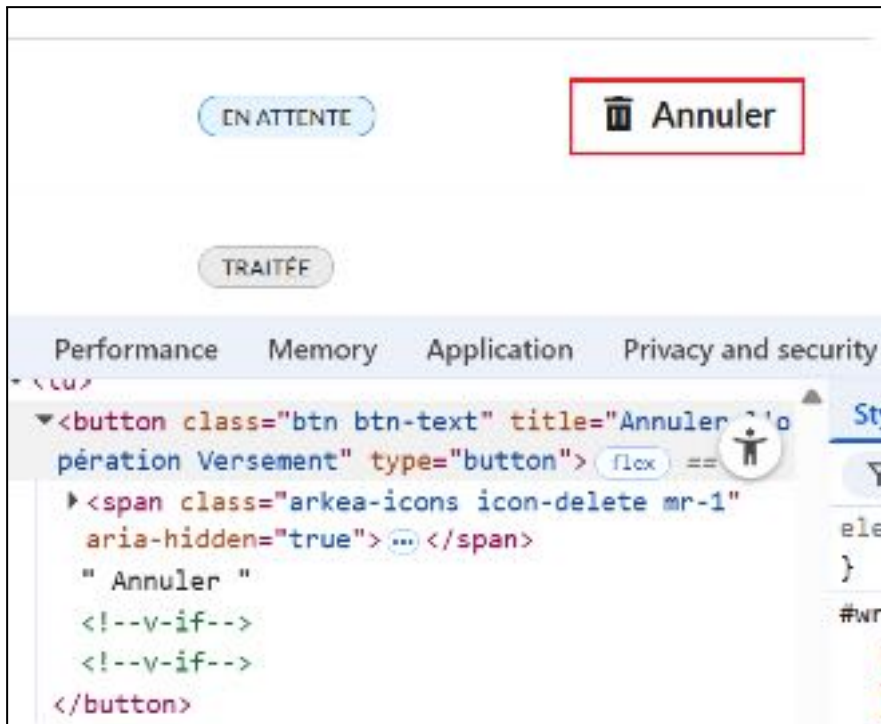 EN ATTENTE
Annuler
TRAITÉE
Performance Memory Application Privacy and security
<button class="btn btn-text" title="Annuler l'o
pération Versement" type="button"> flex ==
<span class="arkea-icons icon-delete mr-1"
aria-hidden="true"> … </span>
" Annuler "
<!--v-if-->
<!--v-if-->
</button>
Sty
ele
}
#wr